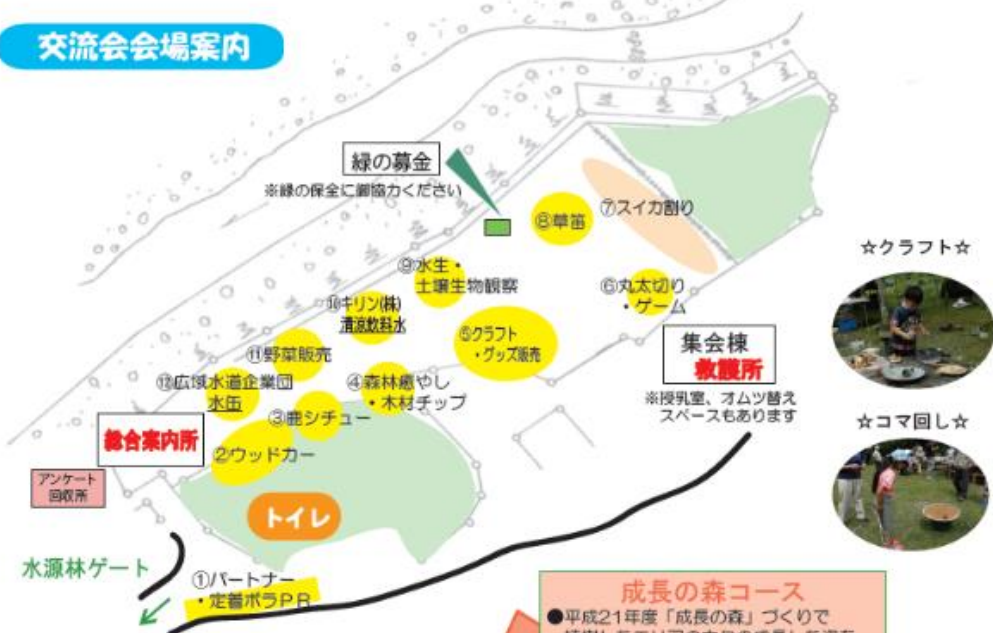 交流会会場案内
緑の募金
※緑の保全に御協力ください
⑧草笛
⑦スイカ割り
⑨水生・
土壌生物観察
⑥丸太切り
・ゲーム
⑩キリン(株)
清涼飲料水
⑤クラフト
・グッズ販売
⑪野菜販売
集会棟
救護所
※授乳室、オムツ替え
スペースもあります
⑫広域水道企業団
水缶
④森林癒やし
・木材チップ
③鹿シチュー
総合案内所
②ウッドカー
アンケート
回収所
トイレ
水源林ゲート
①パートナー
・定着ボラPR
☆クラフト☆
☆コマ回し☆
成長の森コース
●平成21年度「成長の森」づくりで